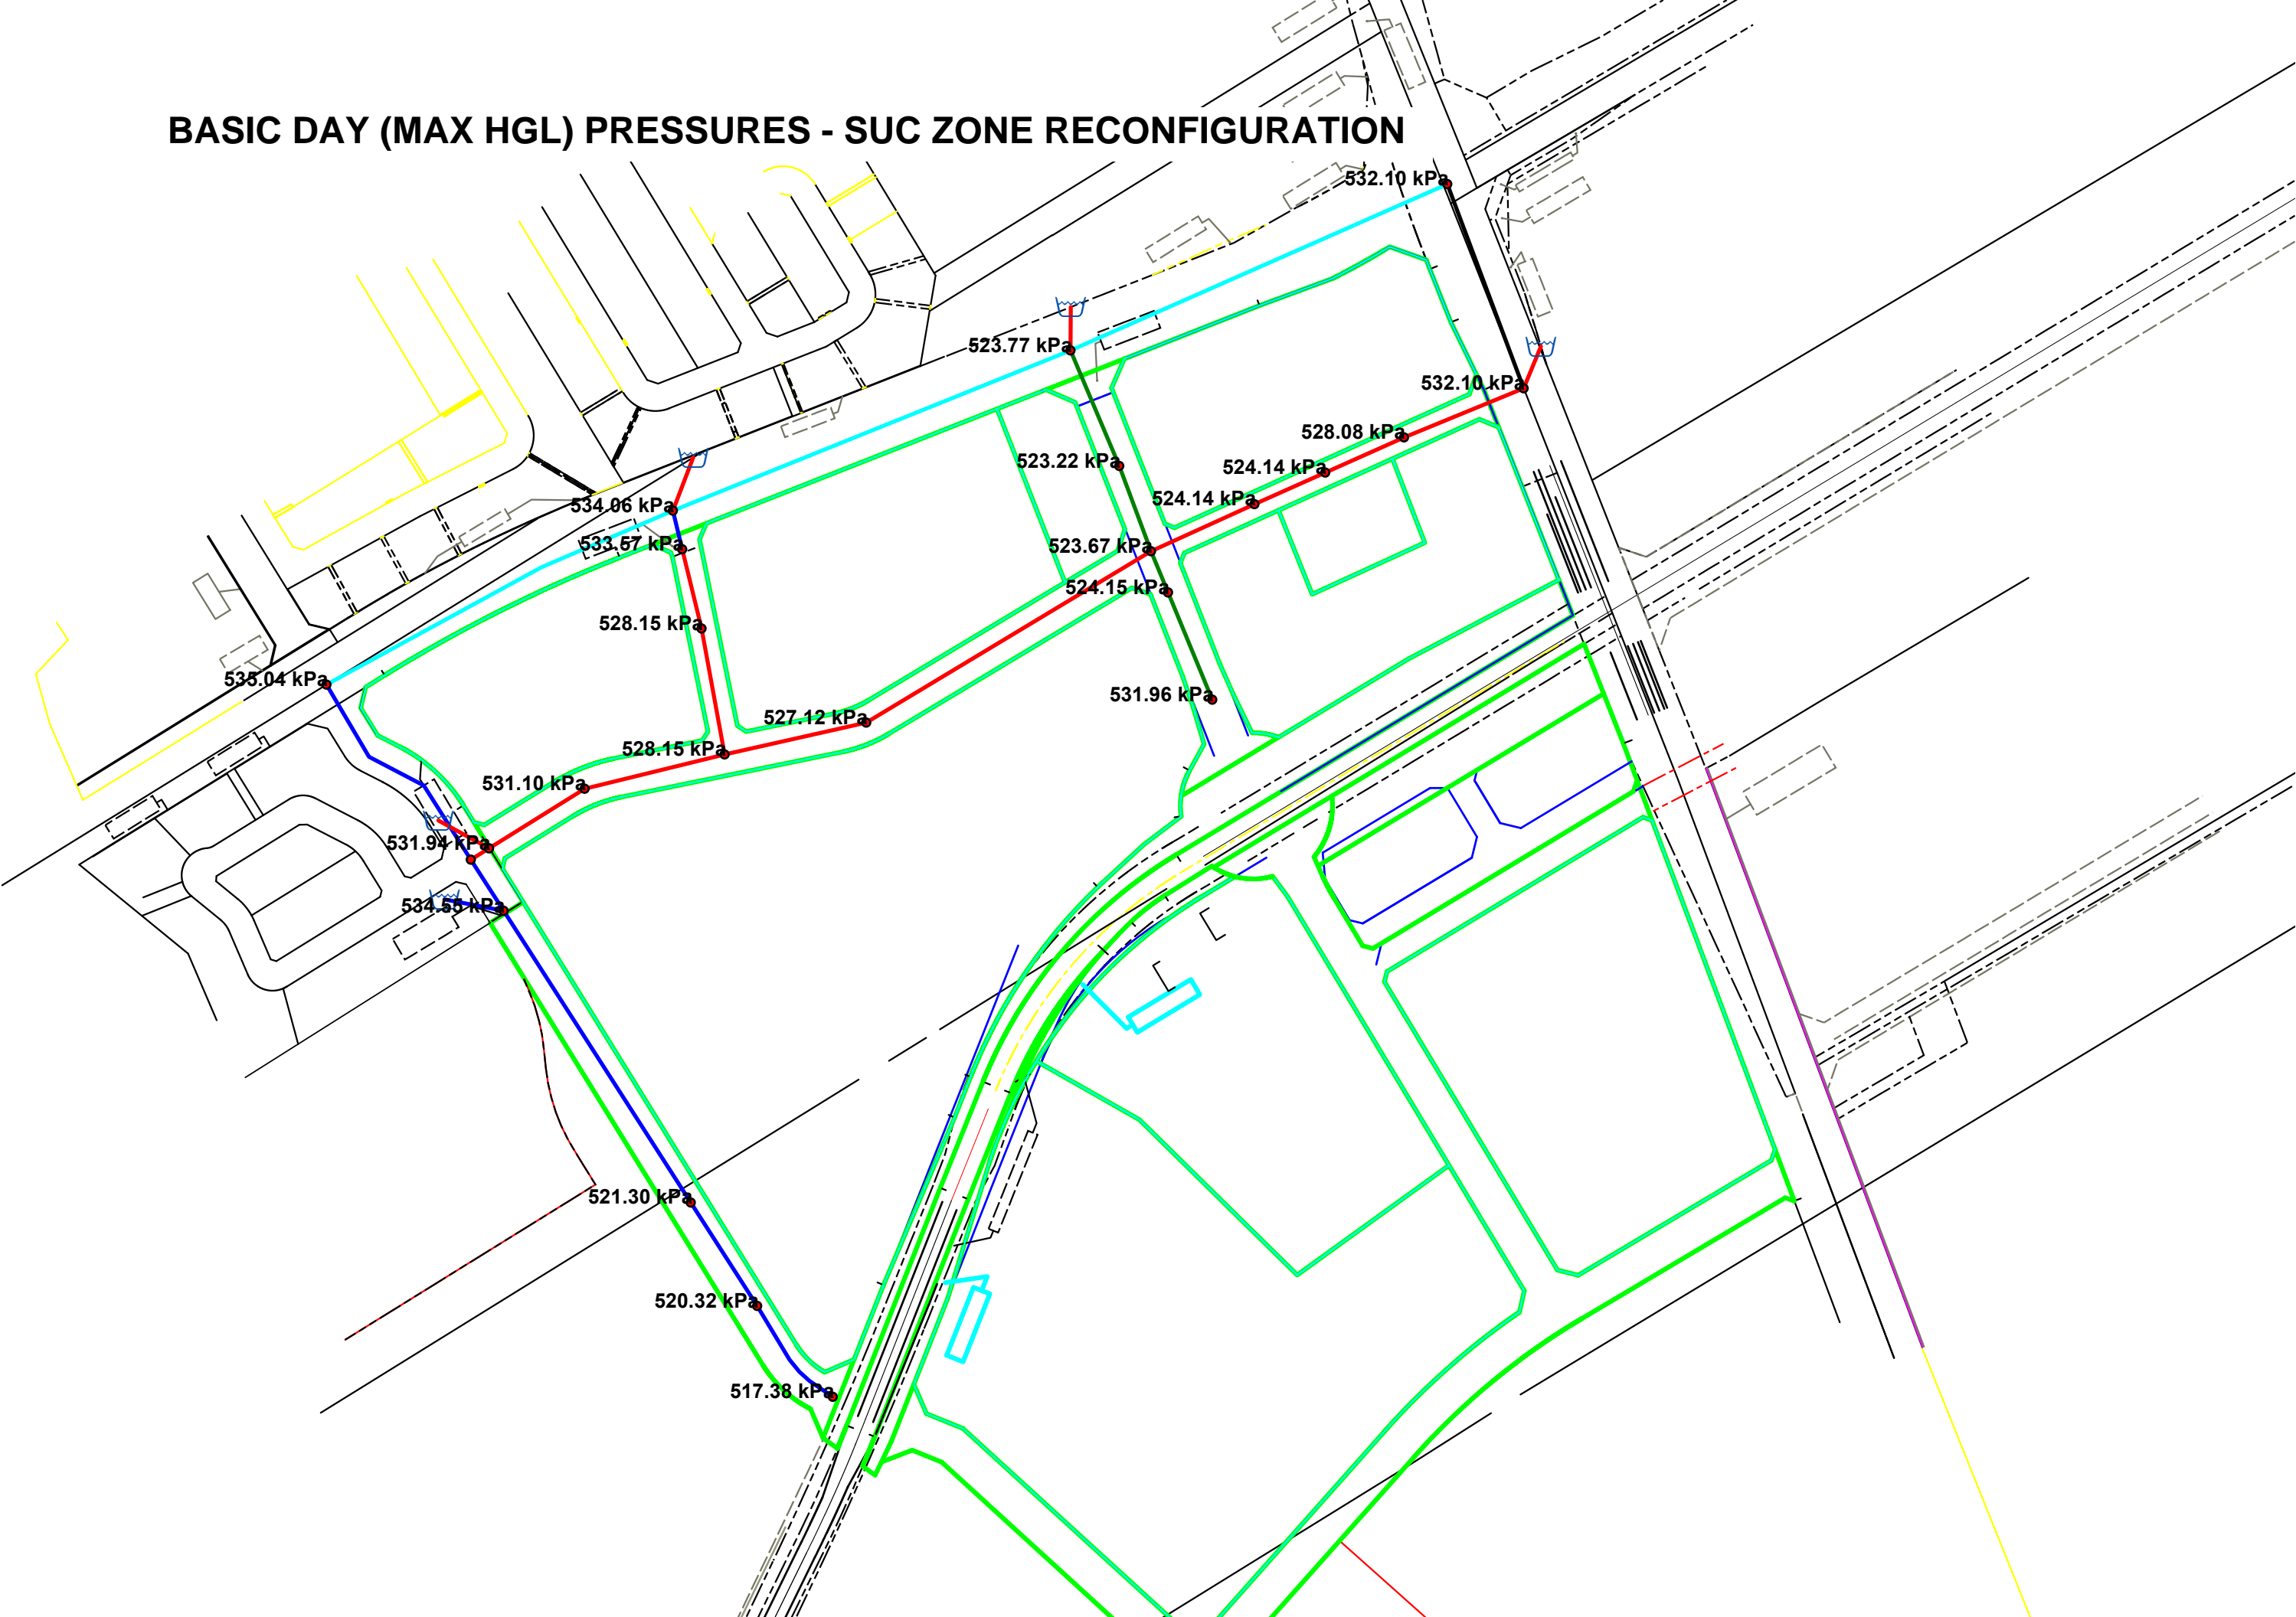 BASIC DAY (MAX HGL) PRESSURES - SUC ZONE RECONFIGURATION
532.10 kPa
523.77 kPa
532.10 kPa
528.08 kPa
523.22 kPa
524.14 kPa
524.14 kPa
534.06 kPa
533.57 kPa
523.67 kPa
524.15 kPa
528.15 kPa
535.04 kPa
531.96 kPa
527.12 kPa
528.15 kPa
531.10 kPa
531.94 kPa
534.55 kPa
521.30 kPa
520.32 kPa
517.38 kPa